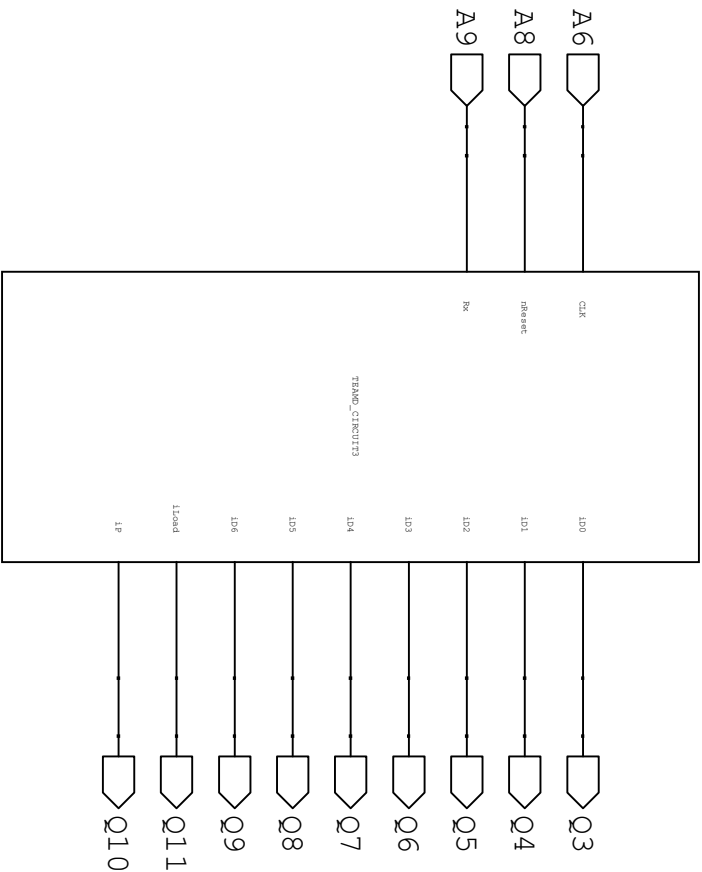 A6
A8
A9
CLK
nReset
Rx
TEAMD_CIRCUIT3
iD0
iD1
iD2
iD3
iD4
iD5
iD6
iLoad
iP
Q3
Q4
Q5
Q6
Q7
Q8
Q9
Q11
Q10